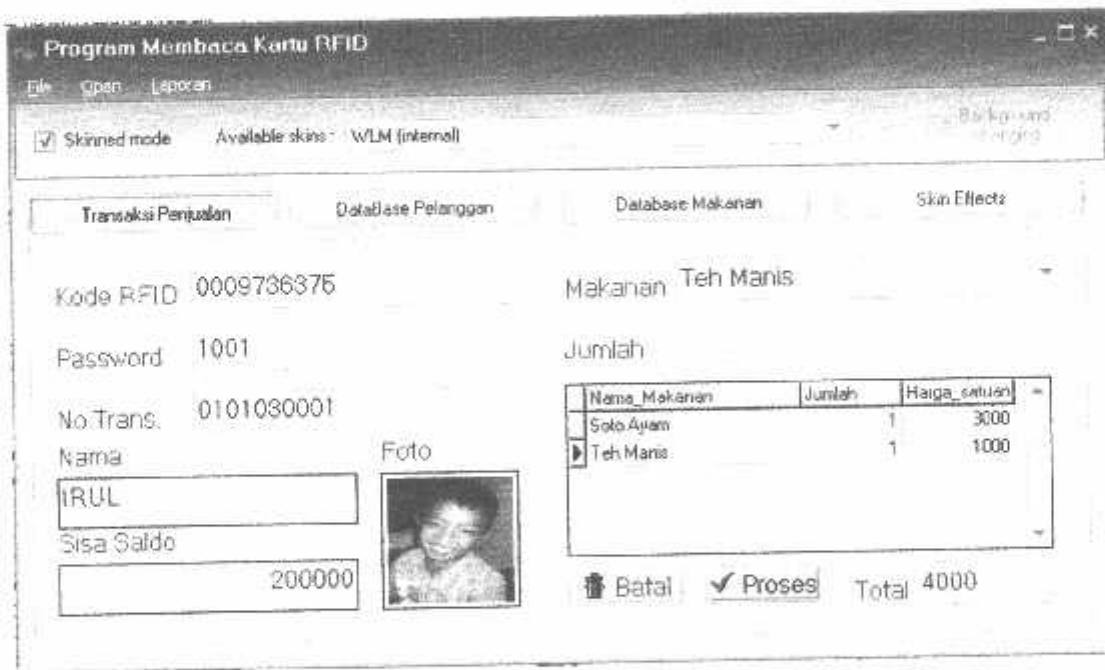 Program Membaca Kartu RFID
File Open Laporan
Skinned mode Available skins : WLM (internal)
Transaksi Penjualan DataBase Pelanggan Database Makanan Skin Effects
Kode RFID 0009736375
Makanan Teh Manis
Password 1001
Jumlah
No.Trans. 0101030001
Nama_Makanan Jumlah Harga_satuan
Soto Ayam 1 3000
Teh Manis 1 1000
Nama
Foto
IRUL
Sisa Saldo
200000
Batal Proses Total 4000